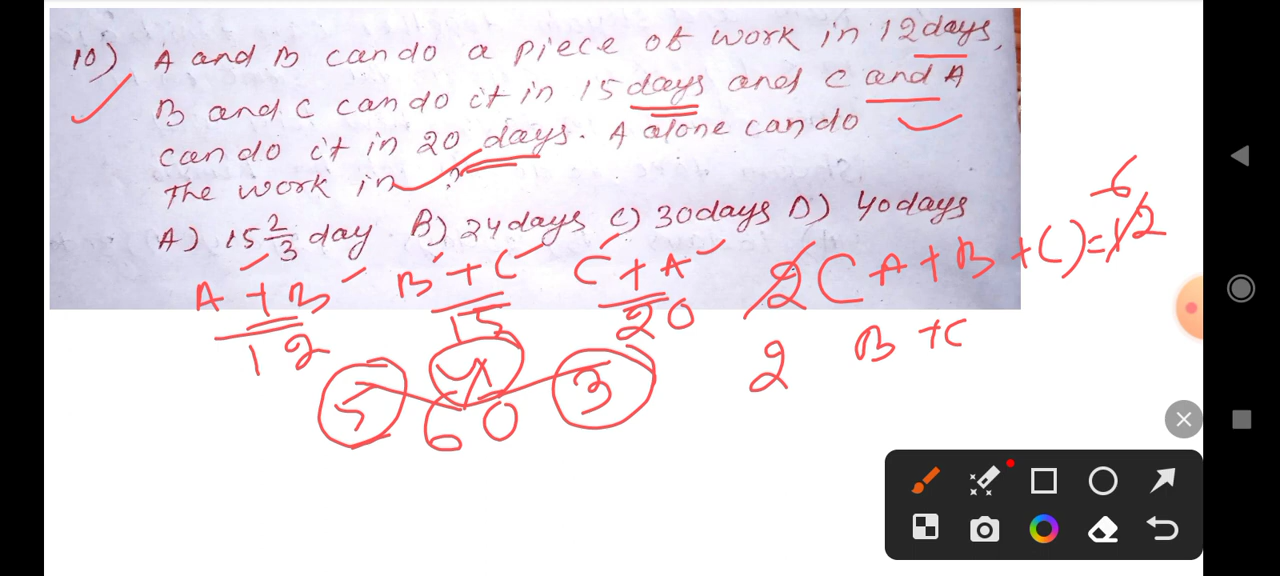 10) A and B can do a piece of work in 12 days,
B and C can do it in 15 days and C and A
can do it in 20 days. A alone can do
The work in ?
A) 15 2/3 day B) 24 days C) 30 days D) 40 days
A + B B + C C + A 2(A+B+C)=12 6
12 15 20
2 B+C
5 4 3
60